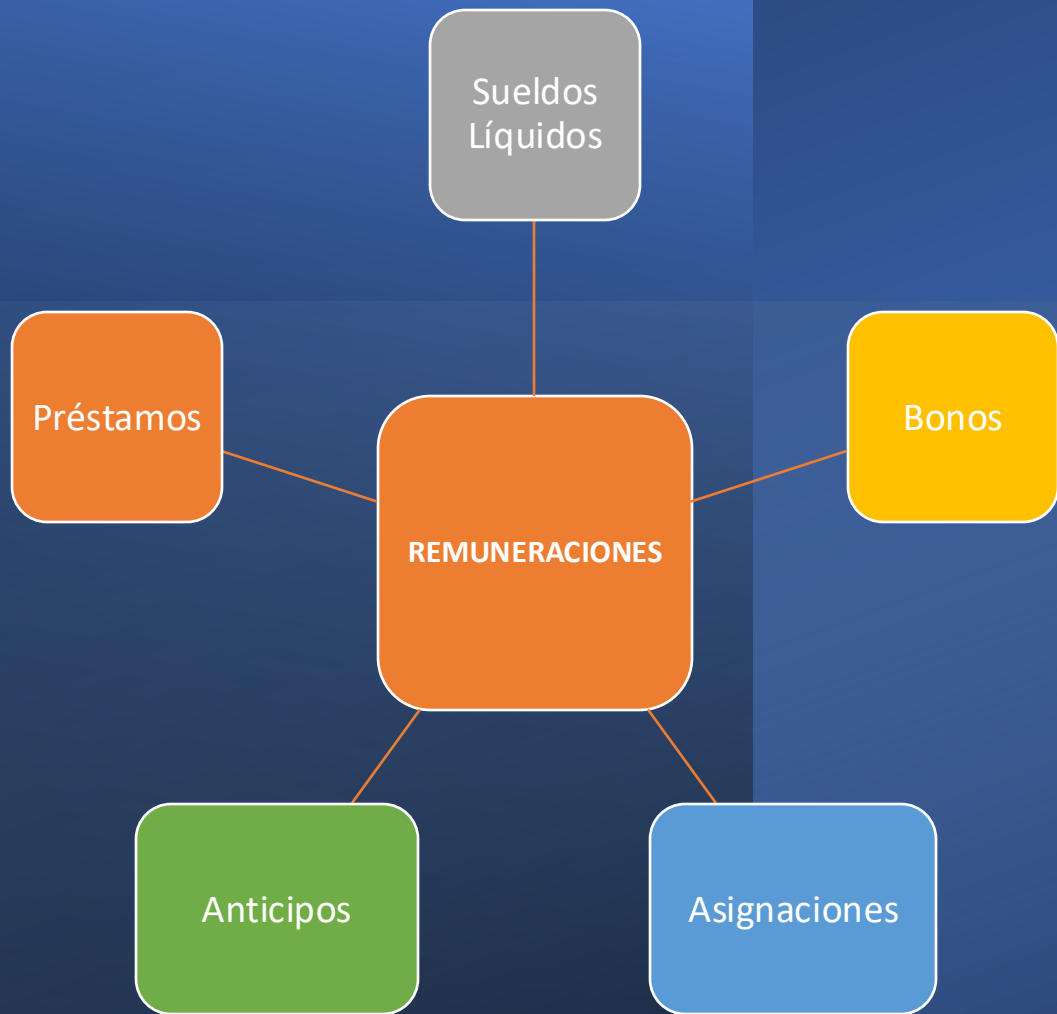 Sueldos
Líquidos
Préstamos
Bonos
REMUNERACIONES
Anticipos
Asignaciones